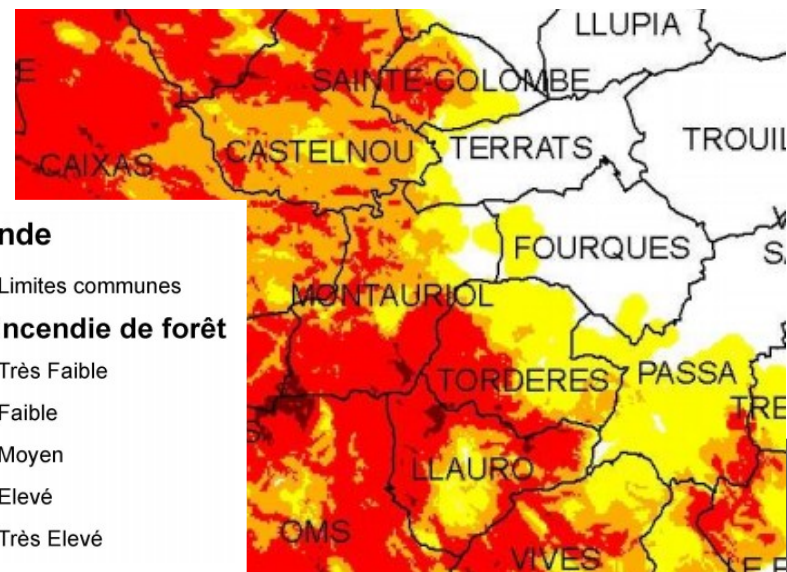 LLUPIA
SAINTE-COLOMBE
CAIXAS
CASTELNOU
TERRATS
TROUIL
FOURQUES
MONTAURIOL
TORDERES
PASSA
TRE
LLAURO
OMS
VIVES
nde
Limites communes
ncendie de forêt
Très Faible
Faible
Moyen
Elevé
Très Elevé